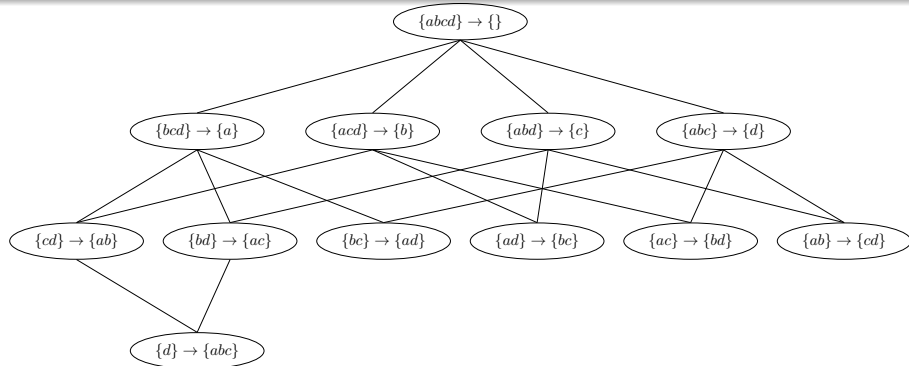 {abcd} → {}
{bcd} → {a} {acd} → {b} {abd} → {c} {abc} → {d}
{cd} → {ab} {bd} → {ac} {bc} → {ad} {ad} → {bc} {ac} → {bd} {ab} → {cd}
{d} → {abc}